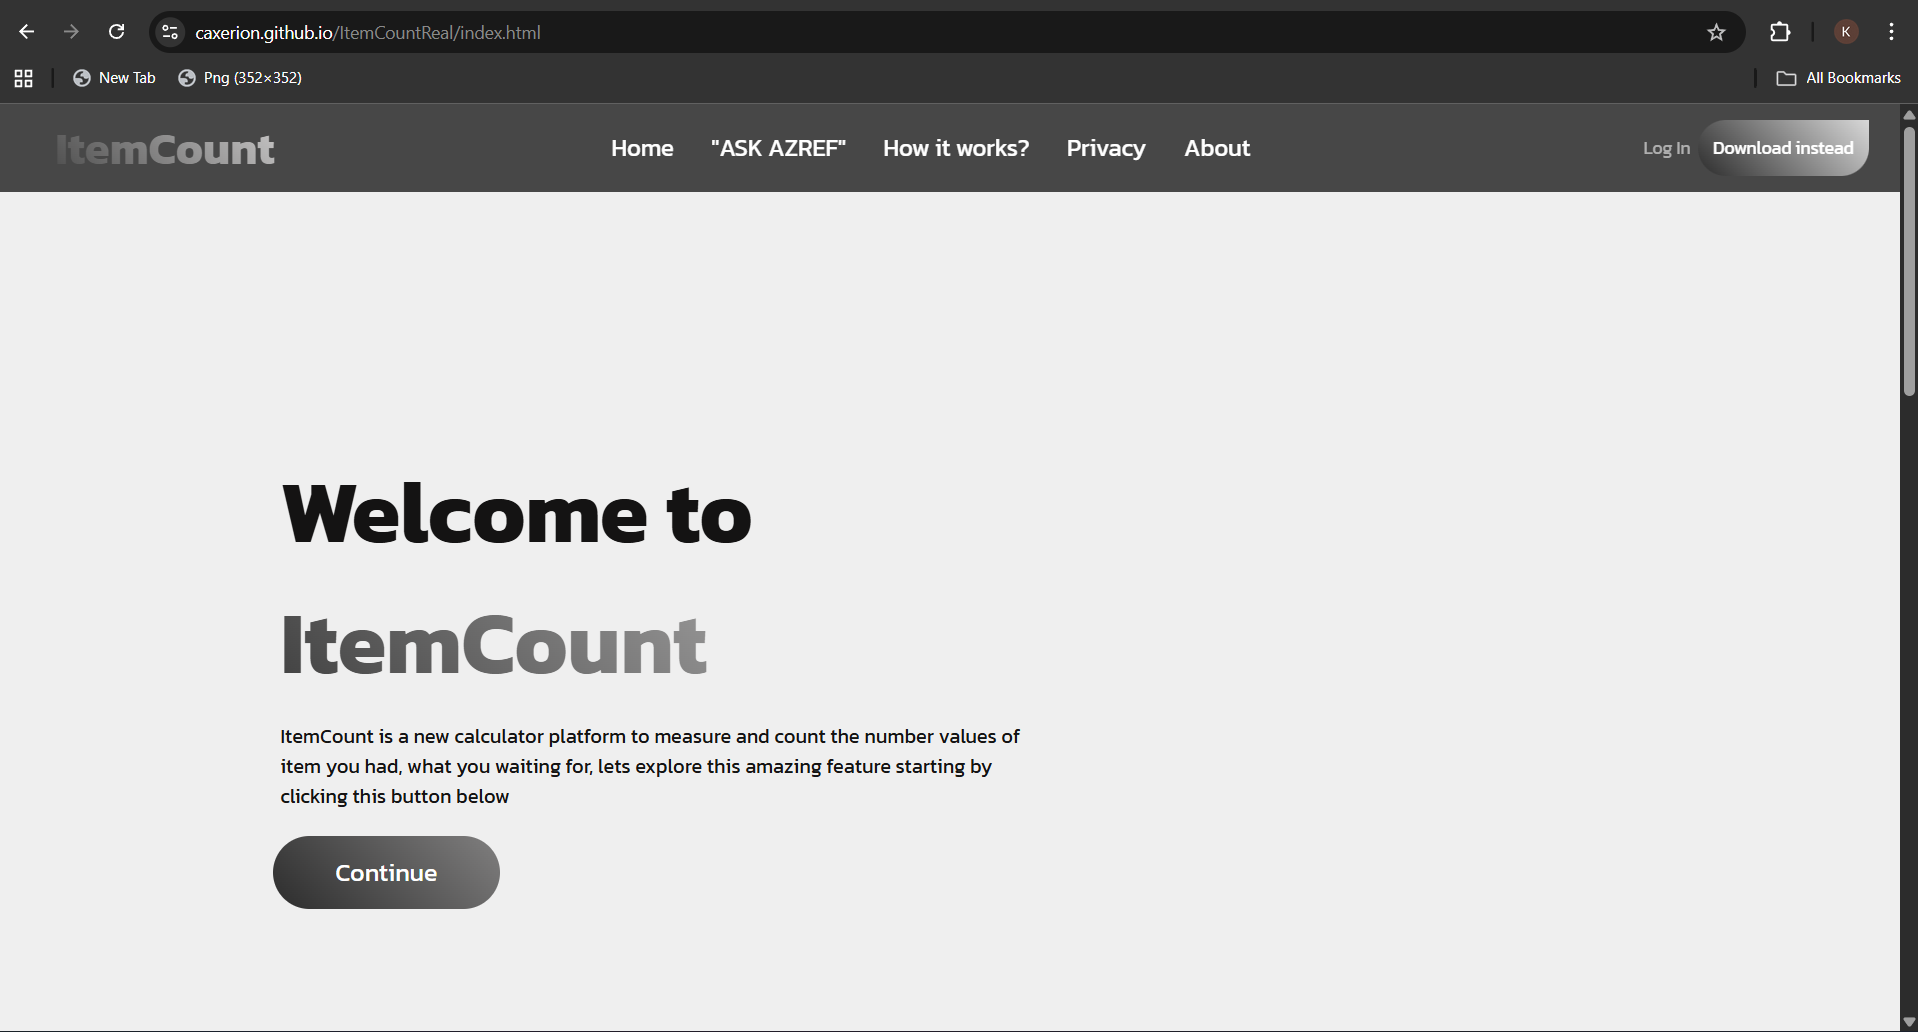 caxerion.github.io/ItemCountReal/index.html
K
New Tab
Png (352×352)
All Bookmarks
ItemCount
Home
"ASK AZREF"
How it works?
Privacy
About
Log In
Download instead
Welcome to
ItemCount
ItemCount is a new calculator platform to measure and count the number values of
item you had, what you waiting for, lets explore this amazing feature starting by
clicking this button below
Continue